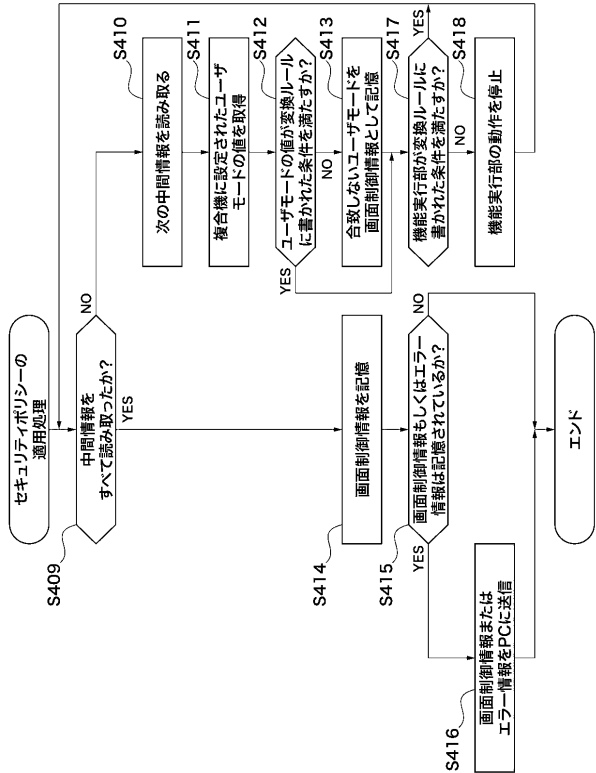 セキュリティポリシーの
適用処理
S409
中間情報を
すべて読み取ったか？
NO
YES
S410
次の中間情報を読み取る
S411
複合機に設定されたユーザ
モードの値を取得
S412
ユーザモードの値が変換ルール
に書かれた条件を満たすか？
YES
NO
S413
合致しないユーザモードを
画面制御情報として記憶
S417
機能実行部が変換ルールに
書かれた条件を満たすか？
YES
NO
S418
機能実行部の動作を停止
S414
画面制御情報を記憶
S415
画面制御情報もしくはエラー
情報は記憶されているか？
YES
NO
S416
画面制御情報または
エラー情報をPCに送信
エンド